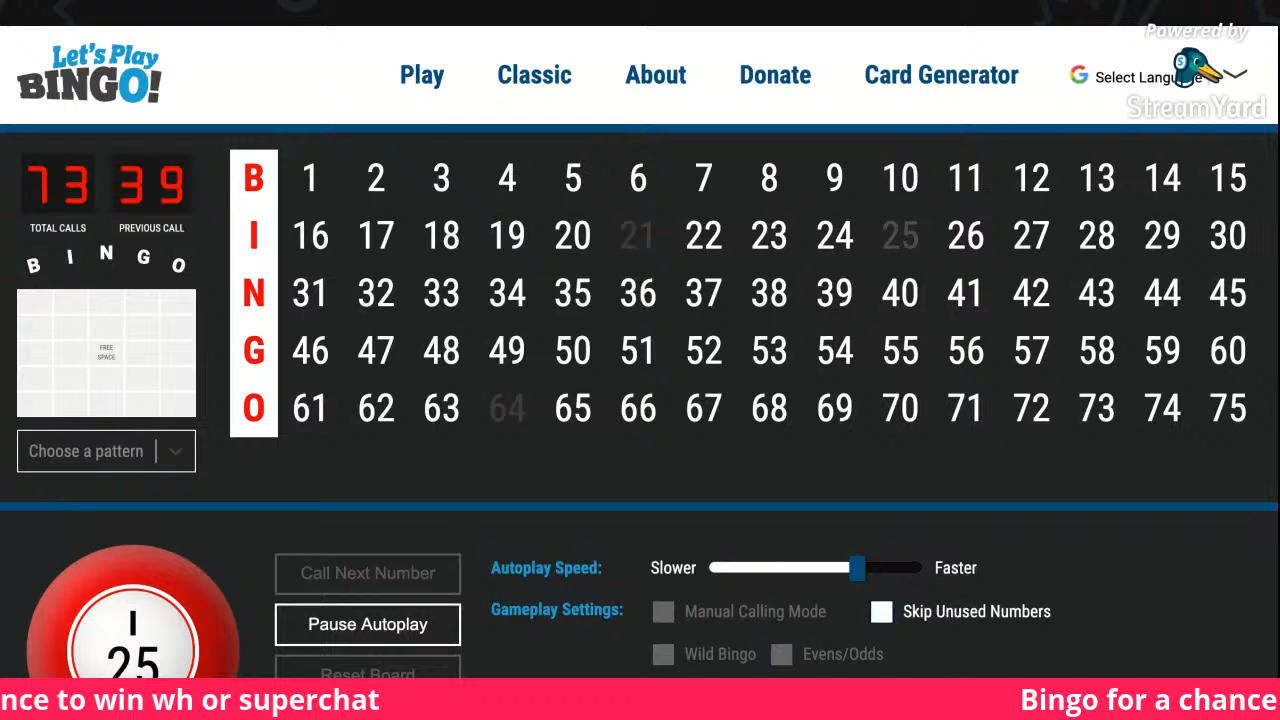 Powered by
Let's Play
BINGO!
Play Classic About Donate Card Generator
Select Langu
StreamYard
73 39
TOTAL CALLS PREVIOUS CALL
B I N G O
FREE
SPACE
Choose a pattern
B 1 2 3 4 5 6 7 8 9 10 11 12 13 14 15
I 16 17 18 19 20 21 22 23 24 25 26 27 28 29 30
N 31 32 33 34 35 36 37 38 39 40 41 42 43 44 45
G 46 47 48 49 50 51 52 53 54 55 56 57 58 59 60
O 61 62 63 64 65 66 67 68 69 70 71 72 73 74 75
I
25
Call Next Number
Pause Autoplay
Reset Board
Autoplay Speed: Slower Faster
Gameplay Settings: Manual Calling Mode Skip Unused Numbers
Wild Bingo Evens/Odds
nce to win wh or superchat Bingo for a chance